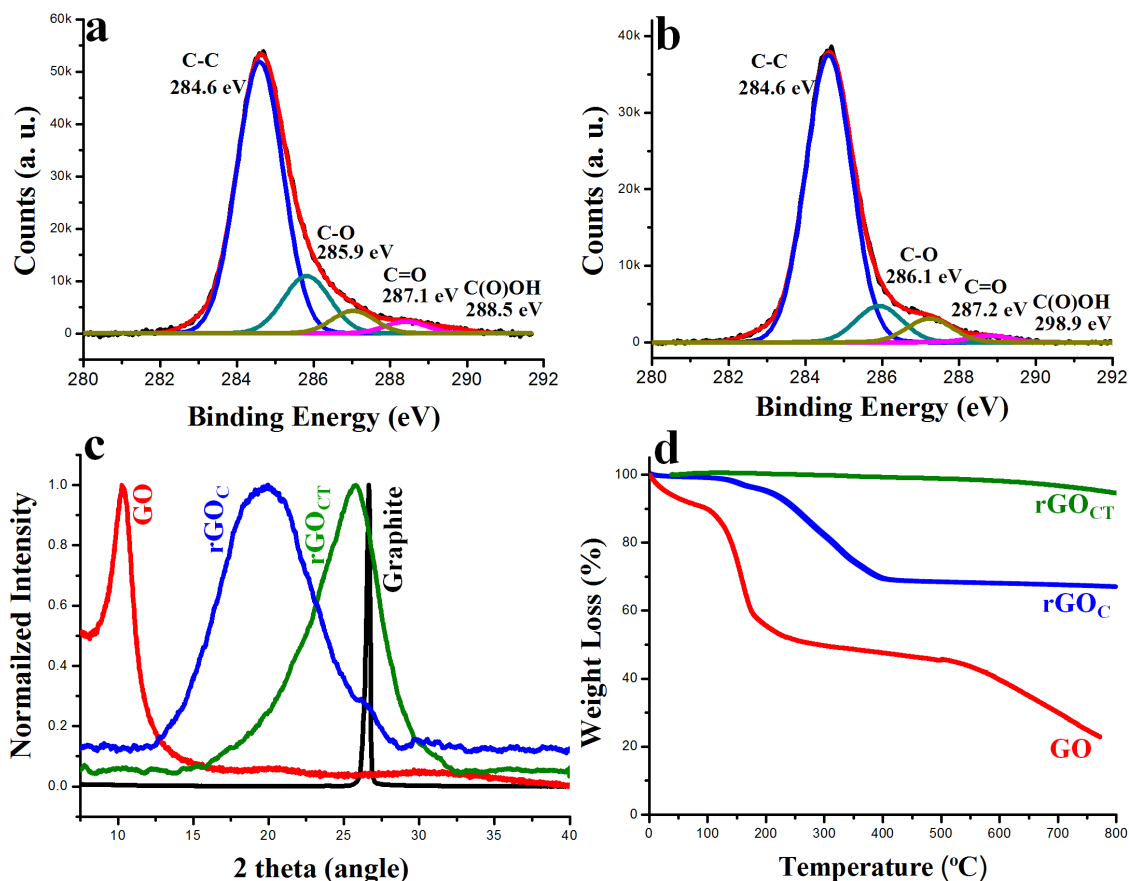 a
60k
50k
40k
30k
20k
10k
0
-10k
Counts (a. u.)
C-C
284.6 eV
C-O
285.9 eV
C=O
287.1 eV
C(O)OH
288.5 eV
280 282 284 286 288 290 292
Binding Energy (eV)
b
40k
30k
20k
10k
0
Counts (a. u.)
C-C
284.6 eV
C-O
286.1 eV
C=O
287.2 eV
C(O)OH
298.9 eV
280 282 284 286 288 290 292
Binding Energy (eV)
c
1.0
0.8
0.6
0.4
0.2
0.0
Normailzed Intensity
GO
rGOC
rGOCT
Graphite
10 15 20 25 30 35 40
2 theta (angle)
d
100
80
60
40
20
0
Weight Loss (%)
rGOCT
rGOC
GO
0 100 200 300 400 500 600 700 800
Temperature (oC)